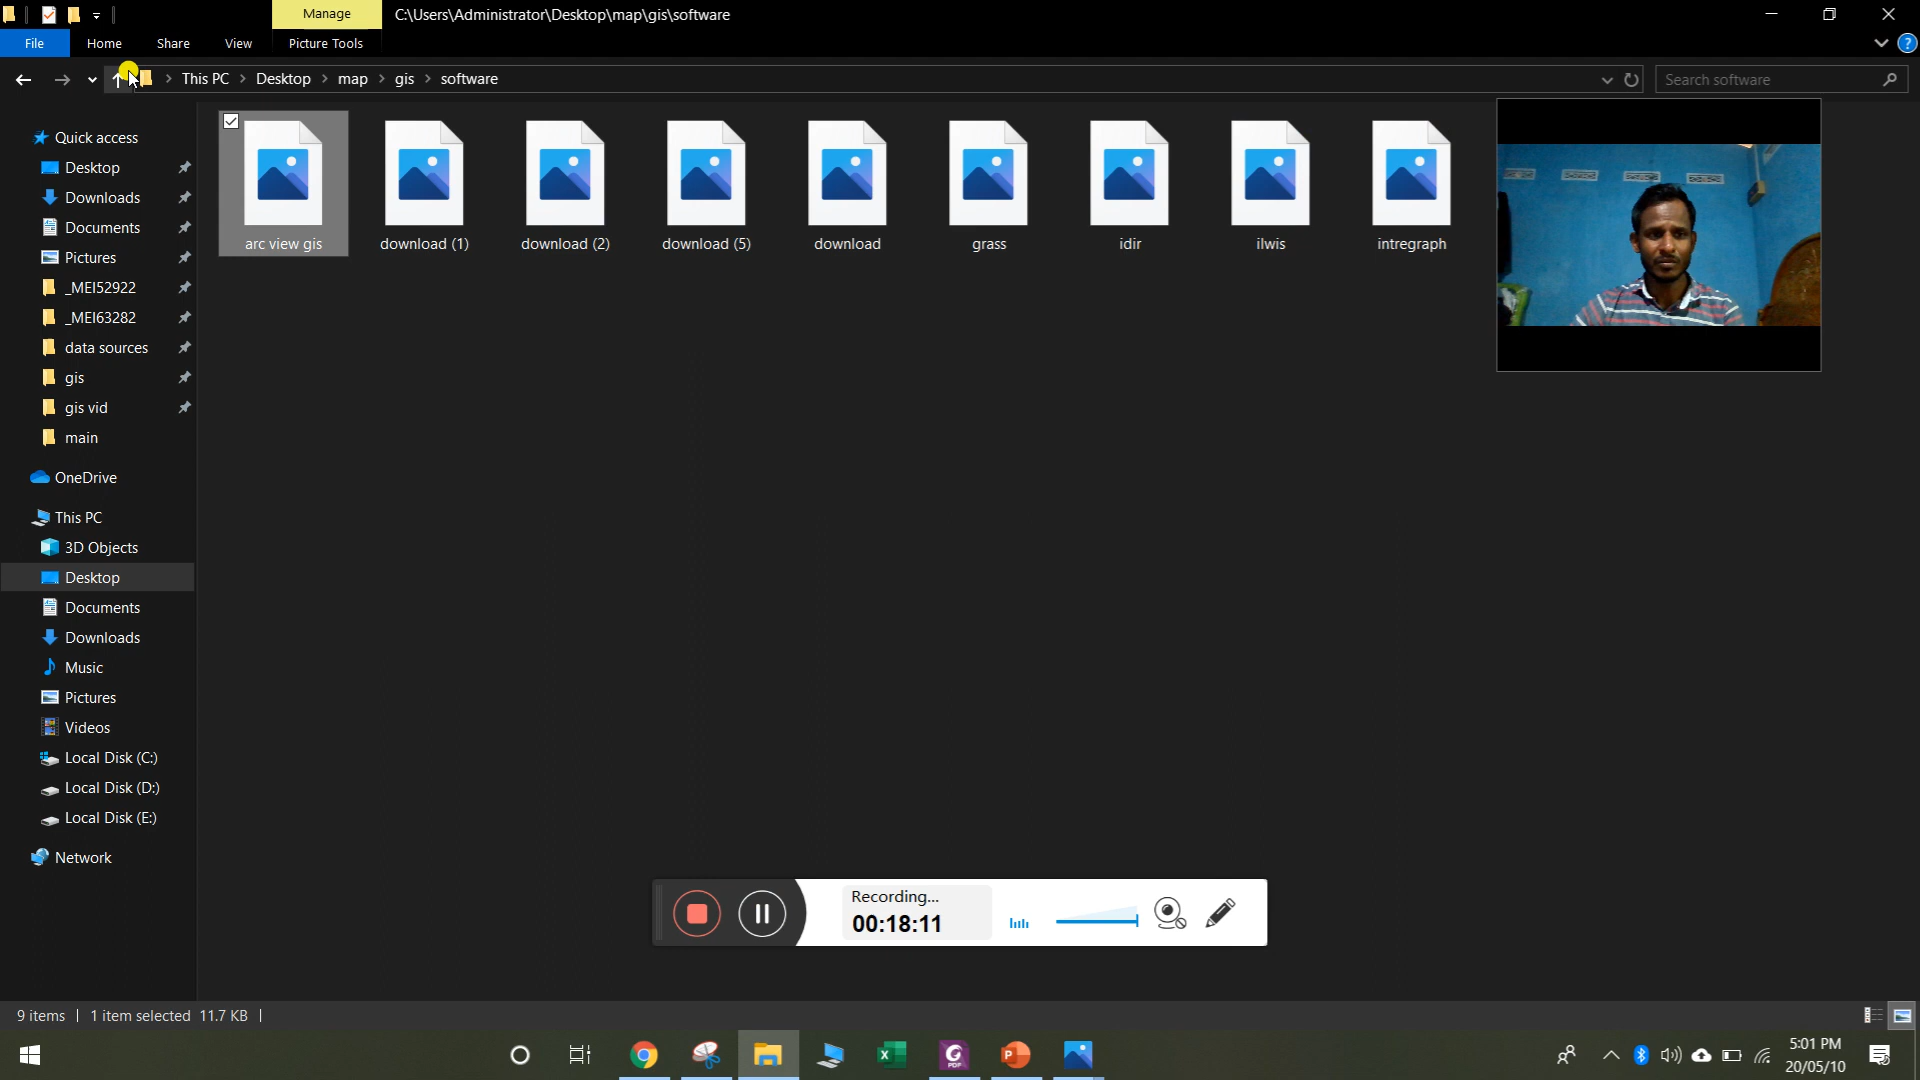 Manage
C:\Users\Administrator\Desktop\map\gis\software
File
Home
Share
View
Picture Tools
This PC
Desktop
map
gis
software
Search software
Quick access
Desktop
Downloads
Documents
Pictures
_MEI52922
_MEI63282
data sources
gis
gis vid
main
OneDrive
This PC
3D Objects
Desktop
Documents
Downloads
Music
Pictures
Videos
Local Disk (C:)
Local Disk (D:)
Local Disk (E:)
Network
arc view gis
download (1)
download (2)
download (5)
download
grass
idir
ilwis
intregraph
Recording...
00:18:11
9 items
1 item selected 11.7 KB
5:01 PM
20/05/10